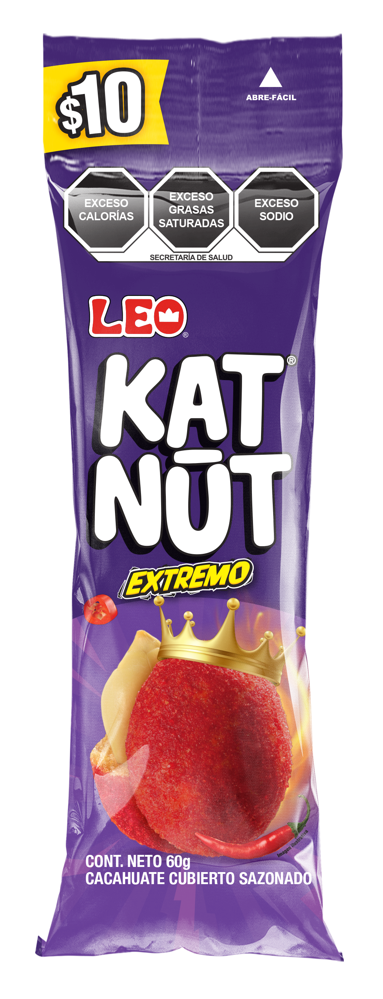 $10
ABRE-FÁCIL
EXCESO
CALORÍAS
EXCESO
GRASAS
SATURADAS
EXCESO
SODIO
SECRETARÍA DE SALUD
LEO®
KAT®
NŪT
EXTREMO
Imagen ilustrativa
CONT. NETO 60g
CACAHUATE CUBIERTO SAZONADO